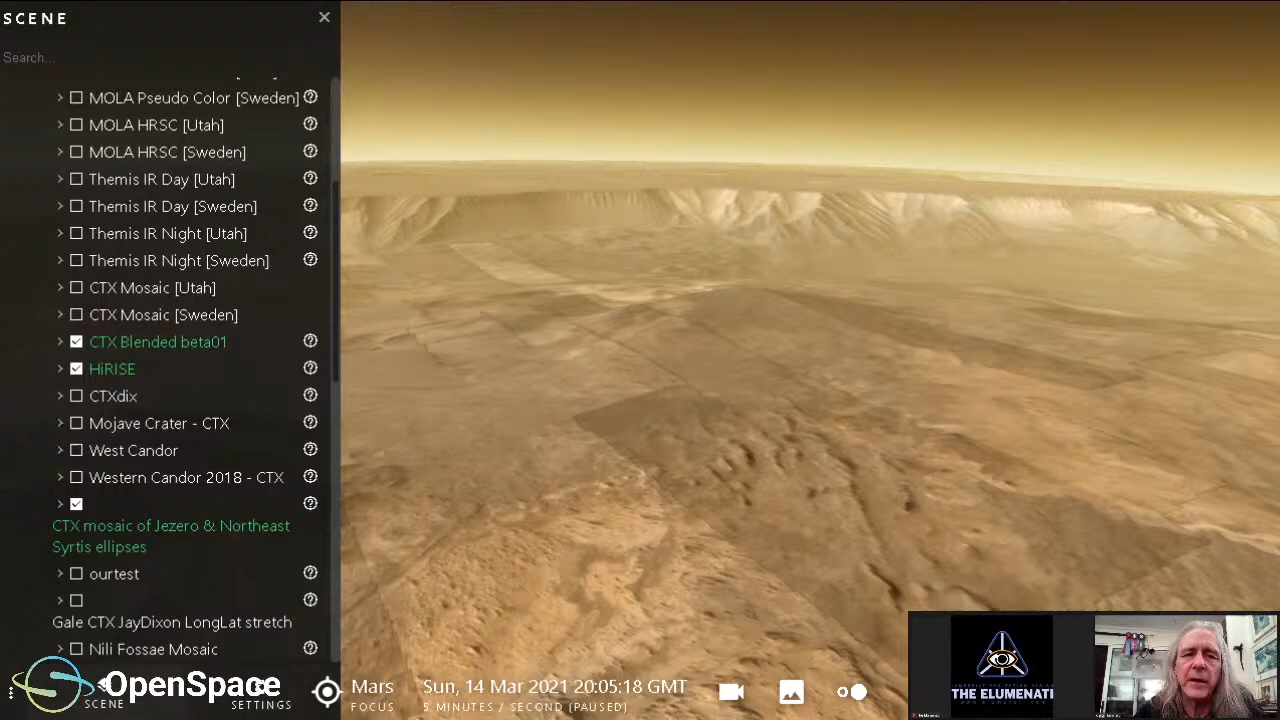 SCENE
Search...
MOLA Pseudo Color [Sweden]
MOLA HRSC [Utah]
MOLA HRSC [Sweden]
Themis IR Day [Utah]
Themis IR Day [Sweden]
Themis IR Night [Utah]
Themis IR Night [Sweden]
CTX Mosaic [Utah]
CTX Mosaic [Sweden]
CTX Blended beta01
HiRISE
CTXdix
Mojave Crater - CTX
West Candor
Western Candor 2018 - CTX
CTX mosaic of Jezero & Northeast
Syrtis ellipses
ourtest
Gale CTX JayDixon LongLat stretch
Nili Fossae Mosaic
OpenSpace
SCENE
SETTINGS
Mars
FOCUS
Sun, 14 Mar 2021 20:05:18 GMT
5 MINUTES / SECOND (PAUSED)
THE ELUMENATI